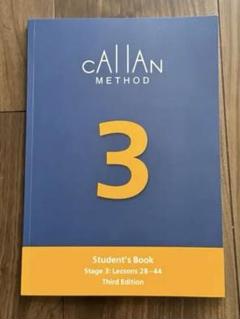 CALLAN
METHOD
3
Student's Book
Stage 3: Lessons 28–44
Third Edition